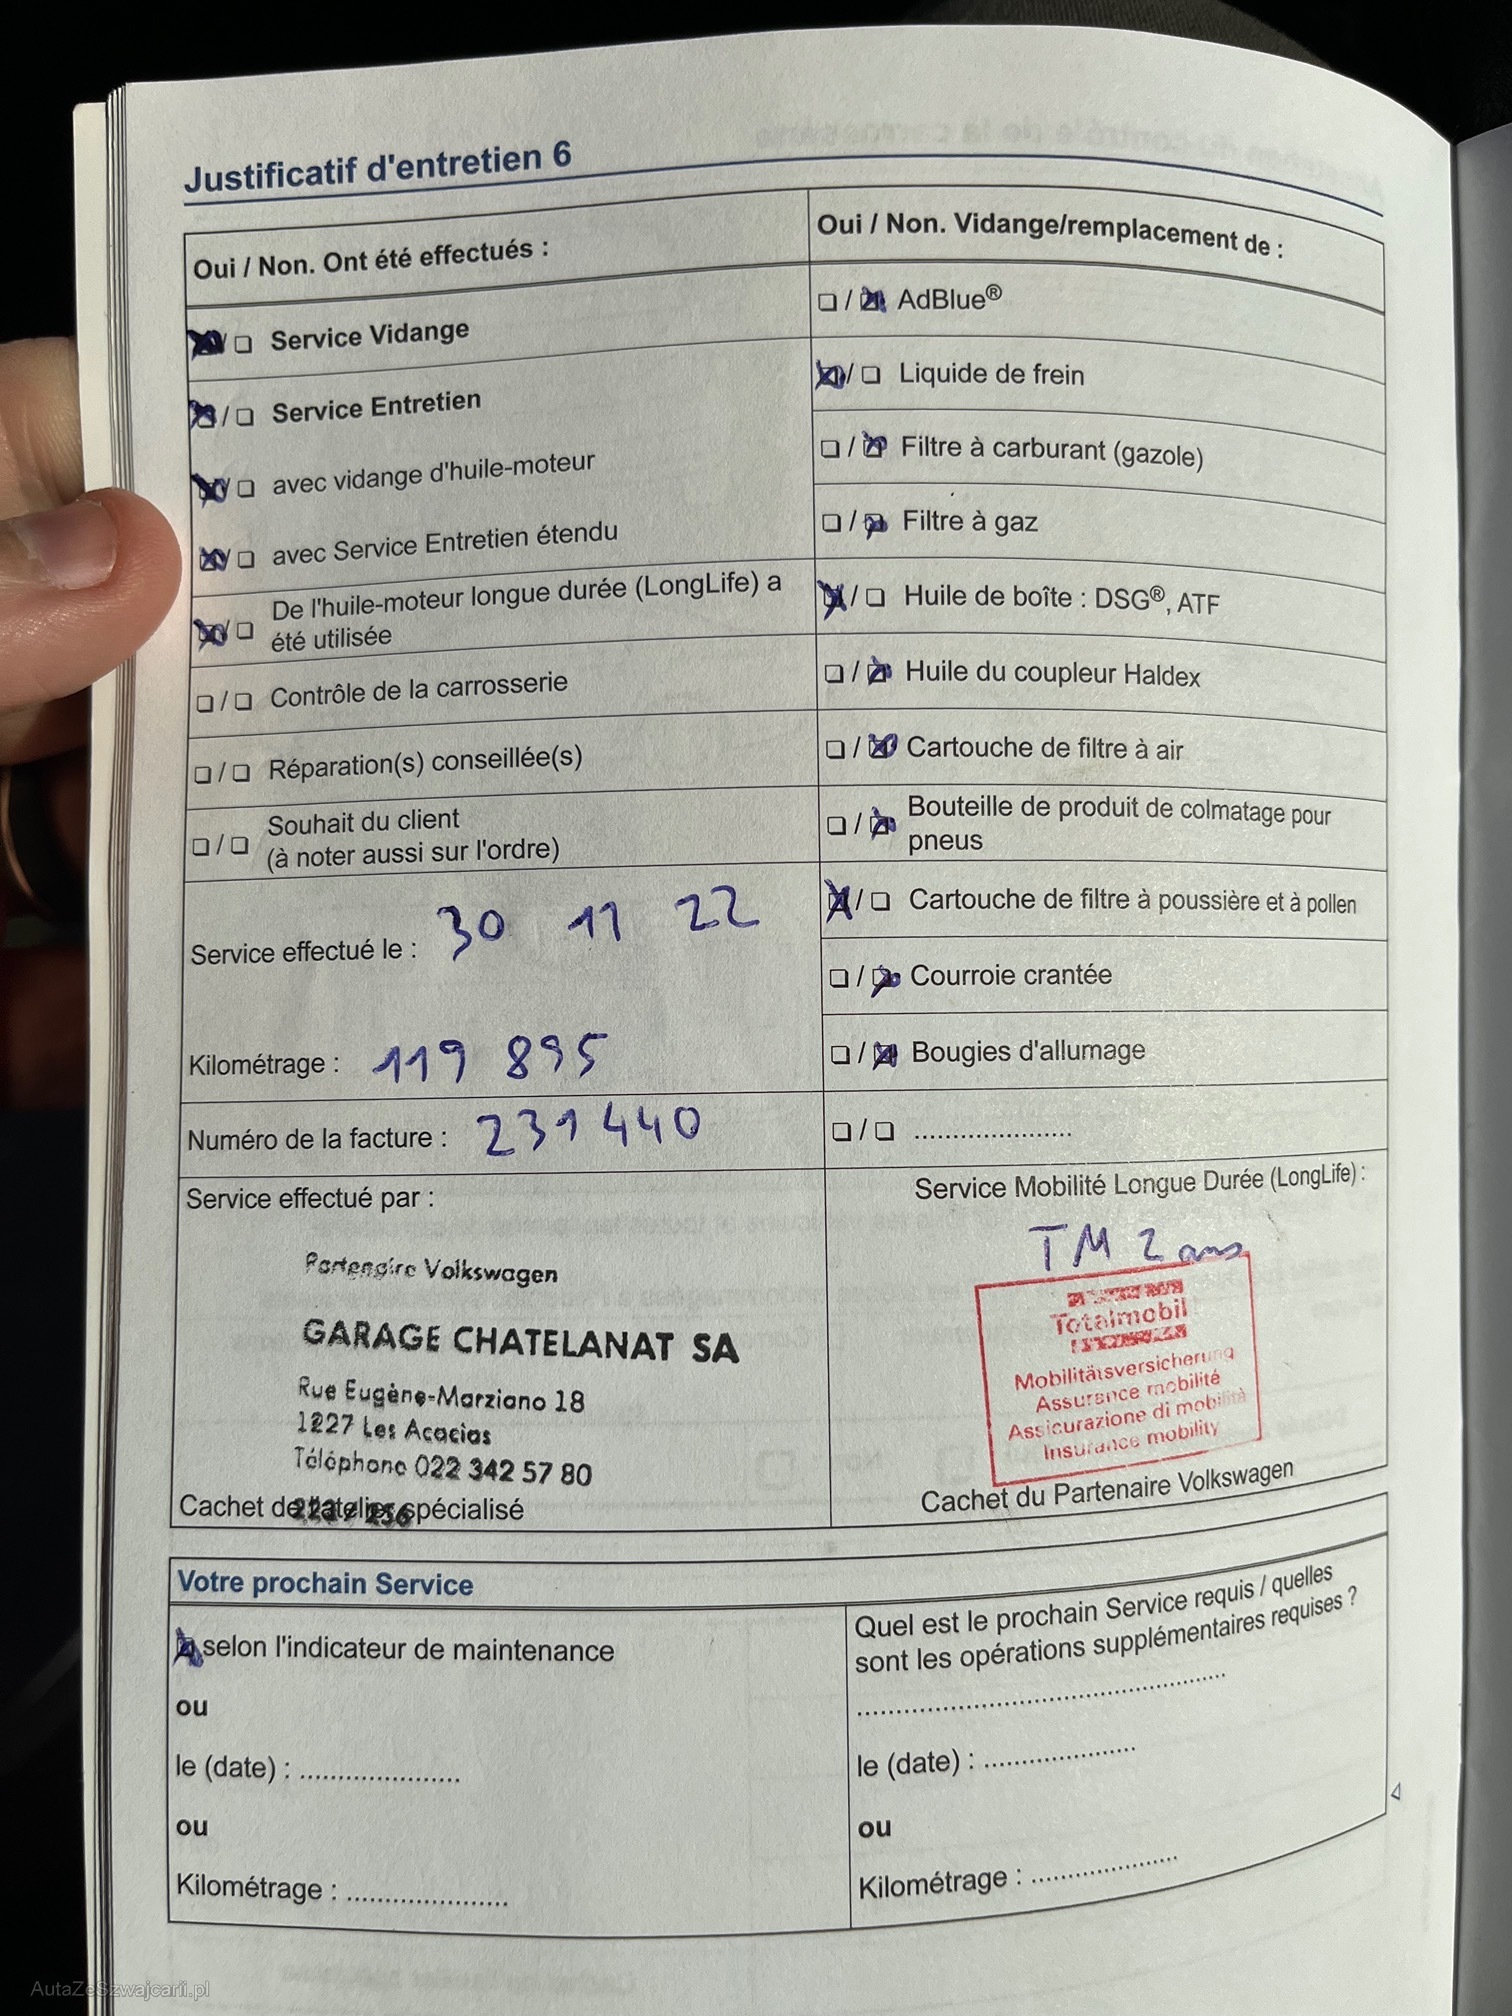 Justificatif d'entretien 6
Oui / Non. Ont été effectués :
☒/☐ Service Vidange
☒/☐ Service Entretien
☒/☐ avec vidange d'huile-moteur
☒/☐ avec Service Entretien étendu
☒/☐ De l'huile-moteur longue durée (LongLife) a
été utilisée
☐/☐ Contrôle de la carrosserie
☐/☐ Réparation(s) conseillée(s)
☐/☐ Souhait du client
(à noter aussi sur l'ordre)
Service effectué le : 30 11 22
Kilométrage : 119 895
Numéro de la facture : 231440
Service effectué par :
Partenaire Volkswagen
GARAGE CHATELANAT SA
Rue Eugène-Marziano 18
1227 Les Acacias
Téléphone 022 342 57 80
Cachet de l'atelier spécialisé
Oui / Non. Vidange/remplacement de :
☐/☒ AdBlue®
☒/☐ Liquide de frein
☐/☒ Filtre à carburant (gazole)
☐/☒ Filtre à gaz
☒/☐ Huile de boîte : DSG®, ATF
☐/☒ Huile du coupleur Haldex
☐/☒ Cartouche de filtre à air
☐/☒ Bouteille de produit de colmatage pour
pneus
☒/☐ Cartouche de filtre à poussière et à pollen
☐/☒ Courroie crantée
☐/☒ Bougies d'allumage
☐/☐ .....................
Service Mobilité Longue Durée (LongLife) :
TM 2 ans
Totalmobil
Mobilitätsversicherung
Assurance mobilité
Assicurazione di mobilità
Insurance mobility
Cachet du Partenaire Volkswagen
Votre prochain Service
☒ selon l'indicateur de maintenance
ou
le (date) : .....................
ou
Kilométrage : .....................
Quel est le prochain Service requis / quelles
sont les opérations supplémentaires requises ?
................................................
le (date) : ....................
ou
Kilométrage : ...................
AutaZeSzwajcarii.pl